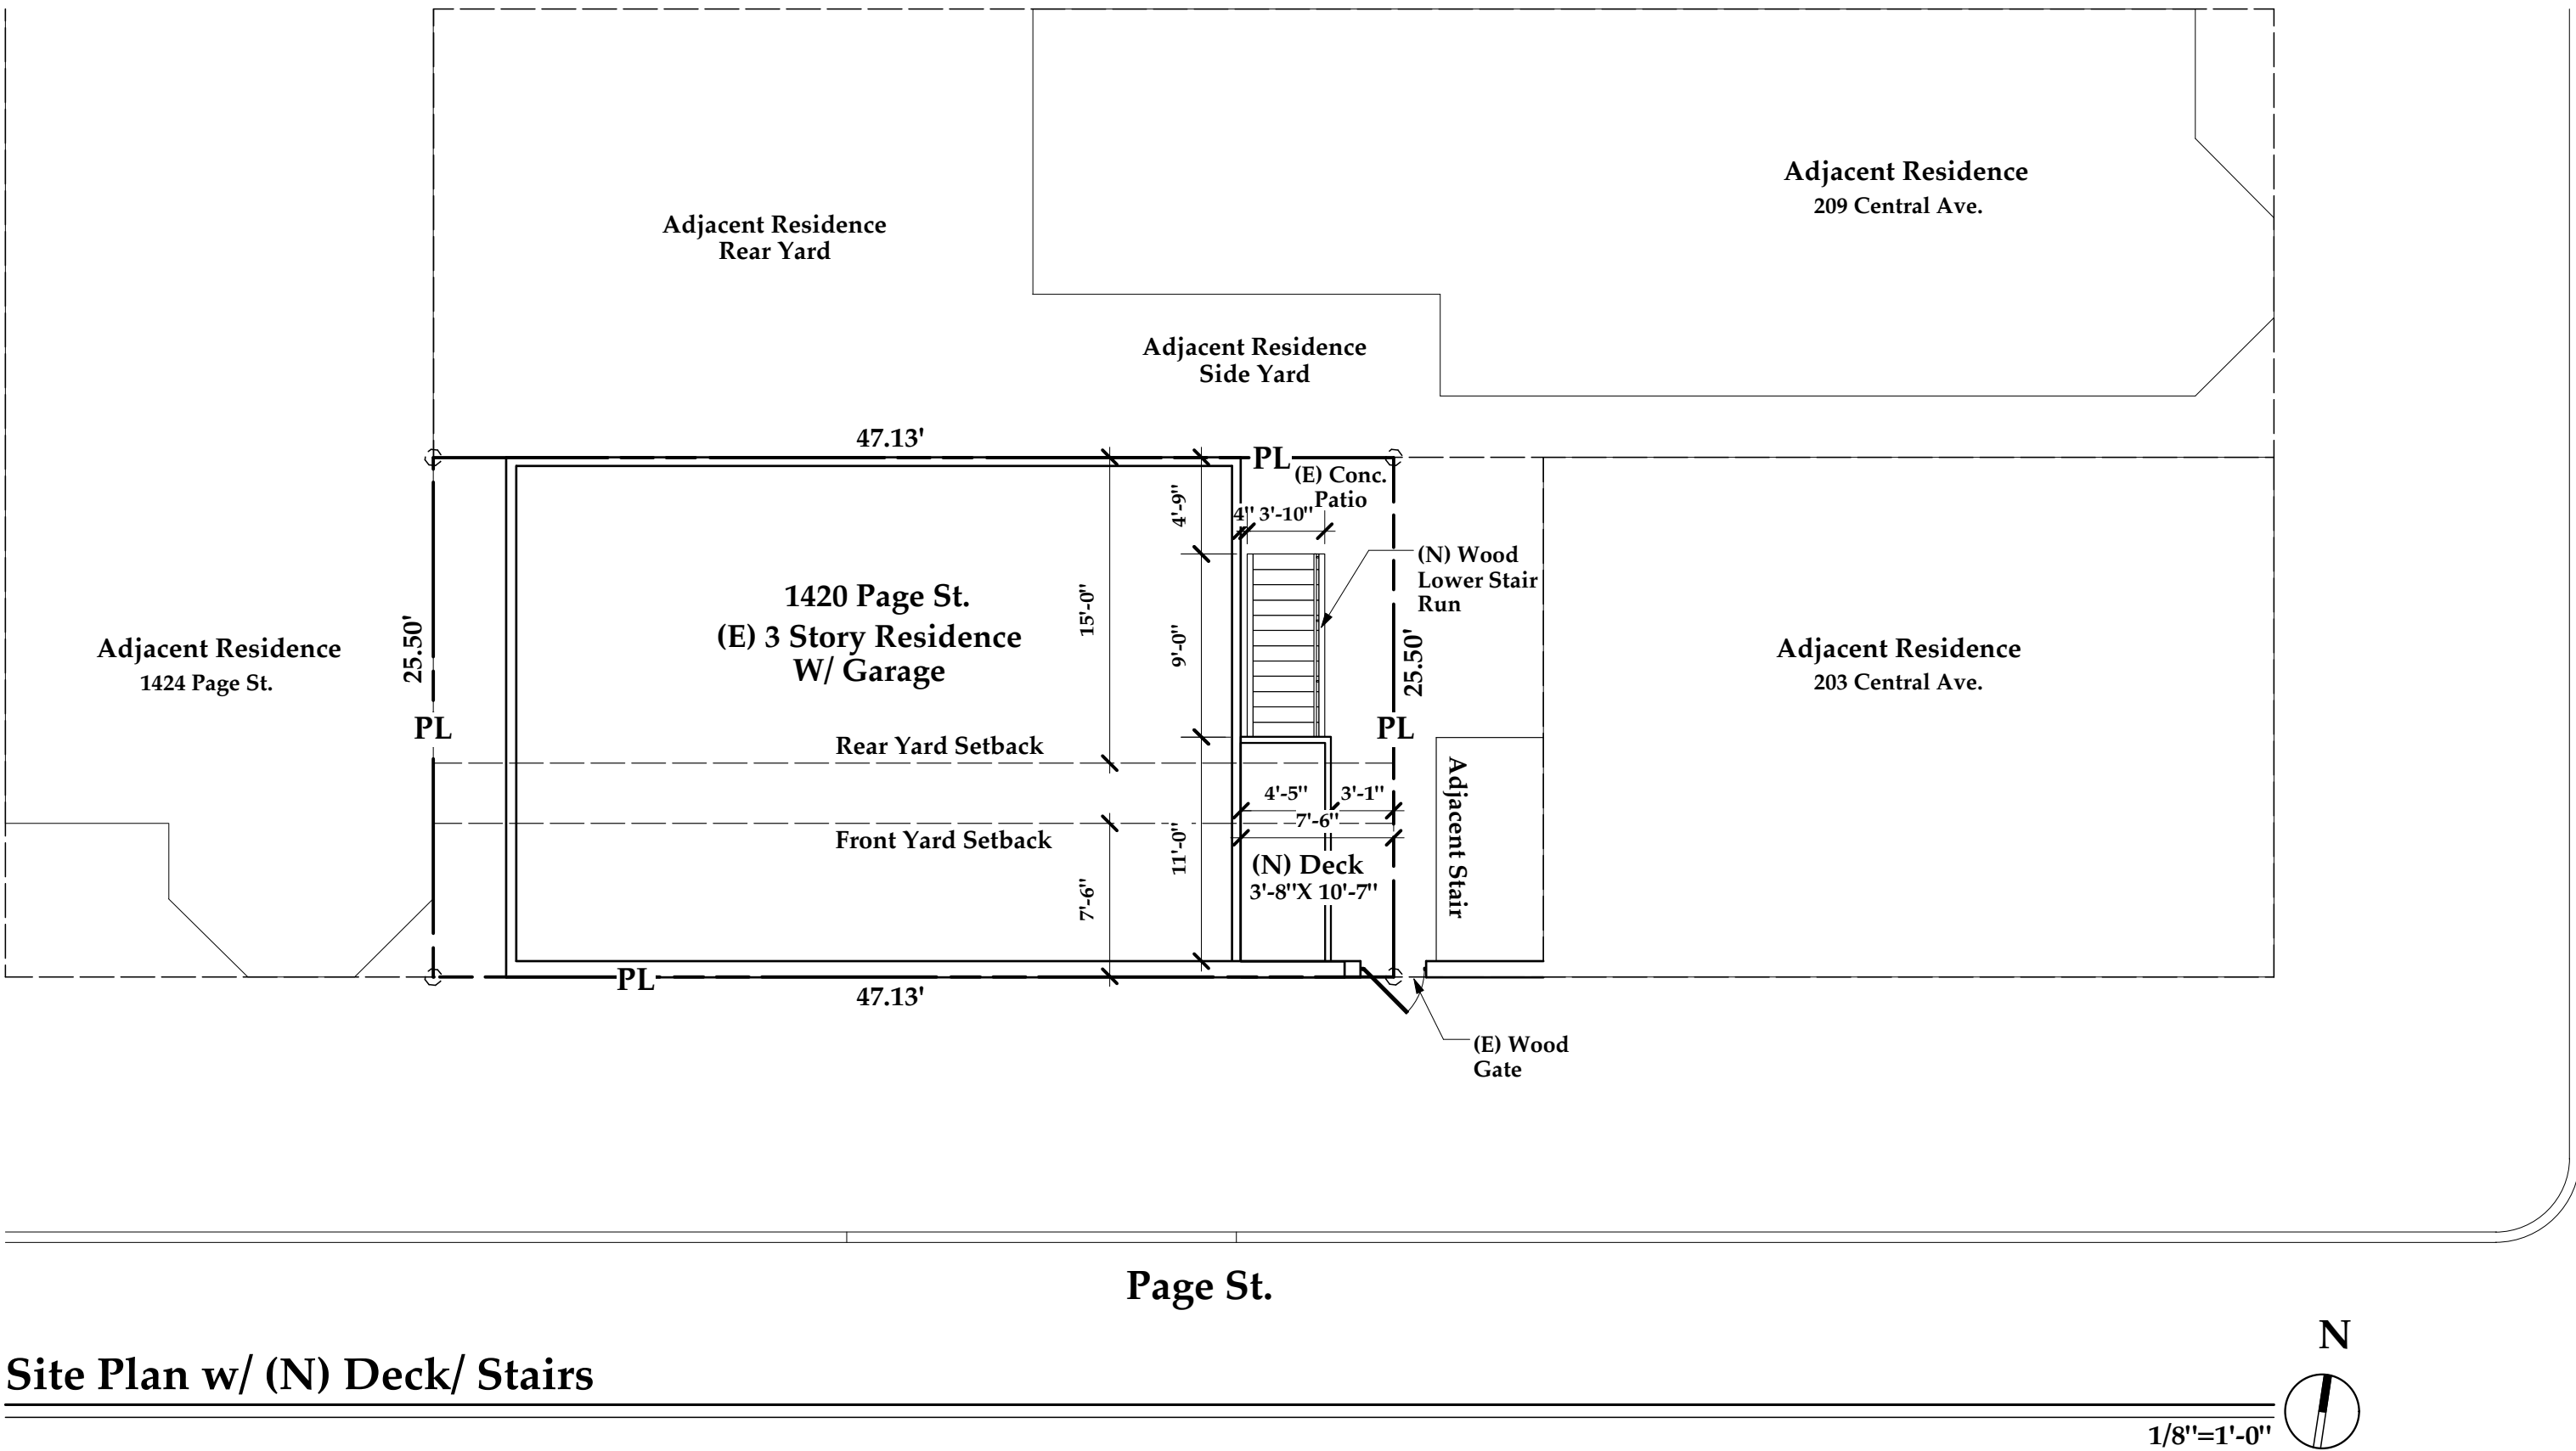 Adjacent Residence
209 Central Ave.
Adjacent Residence
Rear Yard
Adjacent Residence
Side Yard
47.13'
PL
(E) Conc.
Patio
4'-9"
4"
3'-10"
(N) Wood
Lower Stair
Run
1420 Page St.
(E) 3 Story Residence
W/ Garage
15'-0"
9'-0"
Adjacent Residence
1424 Page St.
25.50'
PL
25.50'
PL
Adjacent Residence
203 Central Ave.
Rear Yard Setback
4'-5"
3'-1"
7'-6"
Front Yard Setback
11'-0"
7'-6"
(N) Deck
3'-8"X 10'-7"
Adjacent Stair
PL
47.13'
(E) Wood
Gate
Page St.
N
Site Plan w/ (N) Deck/ Stairs
1/8"=1'-0"